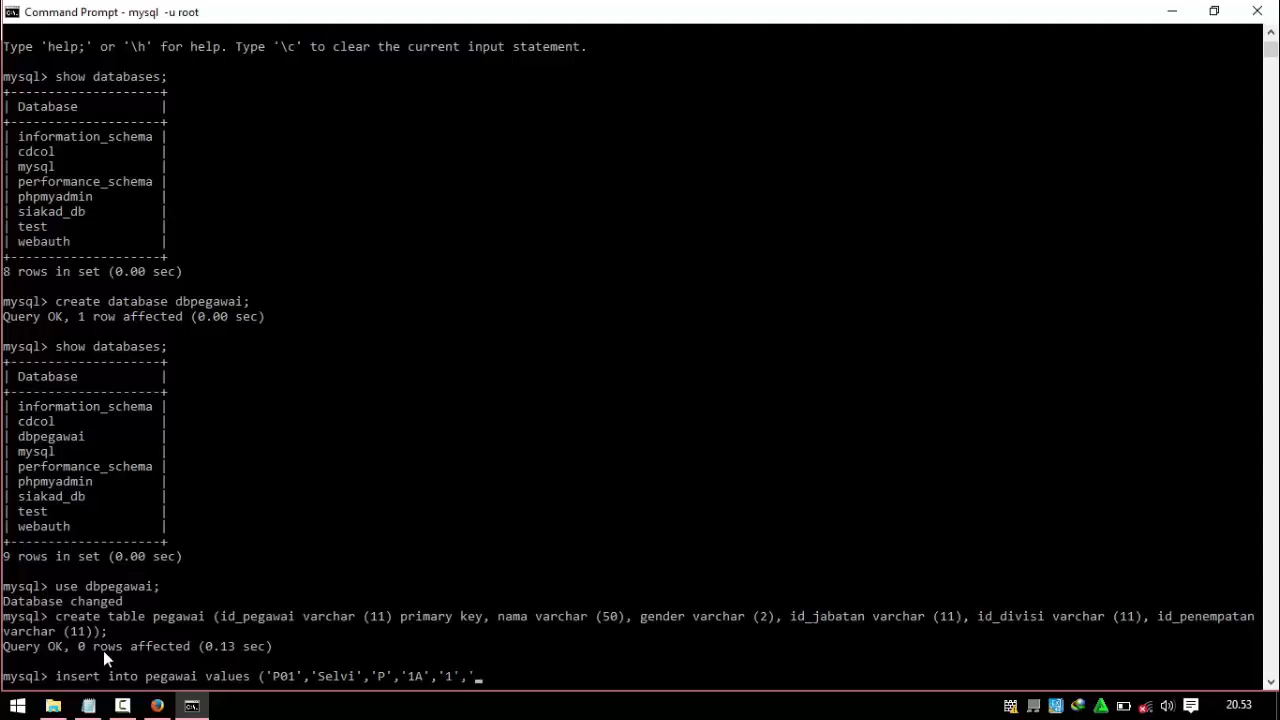 Command Prompt - mysql  -u root
Type 'help;' or '\h' for help. Type '\c' to clear the current input statement.
mysql> show databases;
+--------------------+
| Database           |
+--------------------+
| information_schema |
| cdcol              |
| mysql              |
| performance_schema |
| phpmyadmin         |
| siakad_db          |
| test               |
| webauth            |
+--------------------+
8 rows in set (0.00 sec)
mysql> create database dbpegawai;
Query OK, 1 row affected (0.00 sec)
mysql> show databases;
+--------------------+
| Database           |
+--------------------+
| information_schema |
| cdcol              |
| dbpegawai          |
| mysql              |
| performance_schema |
| phpmyadmin         |
| siakad_db          |
| test               |
| webauth            |
+--------------------+
9 rows in set (0.00 sec)
mysql> use dbpegawai;
Database changed
mysql> create table pegawai (id_pegawai varchar (11) primary key, nama varchar (50), gender varchar (2), id_jabatan varchar (11), id_divisi varchar (11), id_penempatan
varchar (11));
Query OK, 0 rows affected (0.13 sec)
mysql> insert into pegawai values ('P01','Selvi','P','1A','1','_
20.53